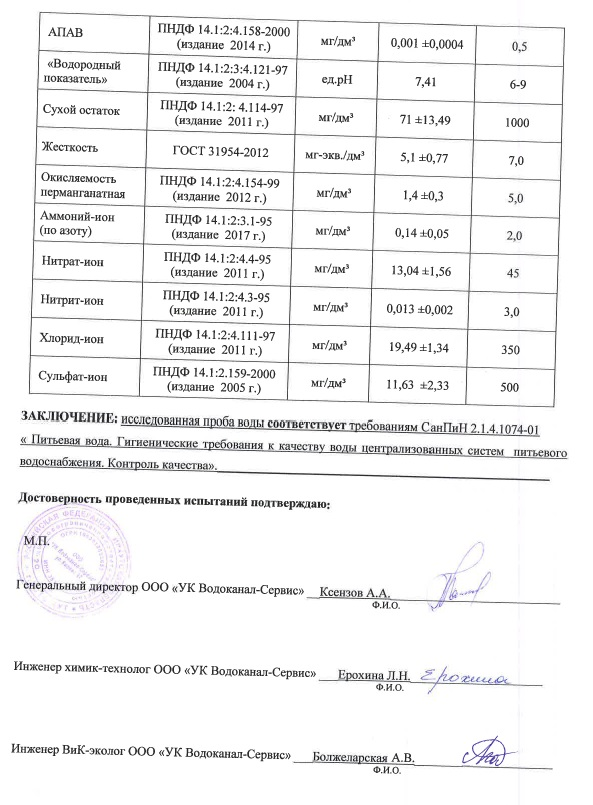 АПАВ ПНДФ 14.1:2:4.158-2000 (издание 2014 г.) мг/дм³ 0,001 ±0,0004 0,5
«Водородный показатель» ПНДФ 14.1:2:3:4.121-97 (издание 2004 г.) ед.рН 7,41 6-9
Сухой остаток ПНДФ 14.1:2: 4.114-97 (издание 2011 г.) мг/дм³ 71 ±13,49 1000
Жесткость ГОСТ 31954-2012 мг-экв./дм³ 5,1 ±0,77 7,0
Окисляемость перманганатная ПНДФ 14.1:2:4.154-99 (издание 2012 г.) мг/дм³ 1,4 ±0,3 5,0
Аммоний-ион (по азоту) ПНДФ 14.1:2:3.1-95 (издание 2017 г.) мг/дм³ 0,14 ±0,05 2,0
Нитрат-ион ПНДФ 14.1:2:4.4-95 (издание 2011 г.) мг/дм³ 13,04 ±1,56 45
Нитрит-ион ПНДФ 14.1:2:4.3-95 (издание 2011 г.) мг/дм³ 0,013 ±0,002 3,0
Хлорид-ион ПНДФ 14.1:2:4.111-97 (издание 2011 г.) мг/дм³ 19,49 ±1,34 350
Сульфат-ион ПНДФ 14.1:2.159-2000 (издание 2005 г.) мг/дм³ 11,63 ±2,33 500
ЗАКЛЮЧЕНИЕ: исследованная проба воды соответствует требованиям СанПиН 2.1.4.1074-01
« Питьевая вода. Гигиенические требования к качеству воды централизованных систем питьевого
водоснабжения. Контроль качества».
Достоверность проведенных испытаний подтверждаю:
М.П.
Генеральный директор ООО «УК Водоканал-Сервис» Ксензов А.А.
Ф.И.О.
Инженер химик-технолог ООО «УК Водоканал-Сервис» Ерохина Л.Н. Ерохина
Ф.И.О.
Инженер ВиК-эколог ООО «УК Водоканал-Сервис» Болжеларская А.В.
Ф.И.О.